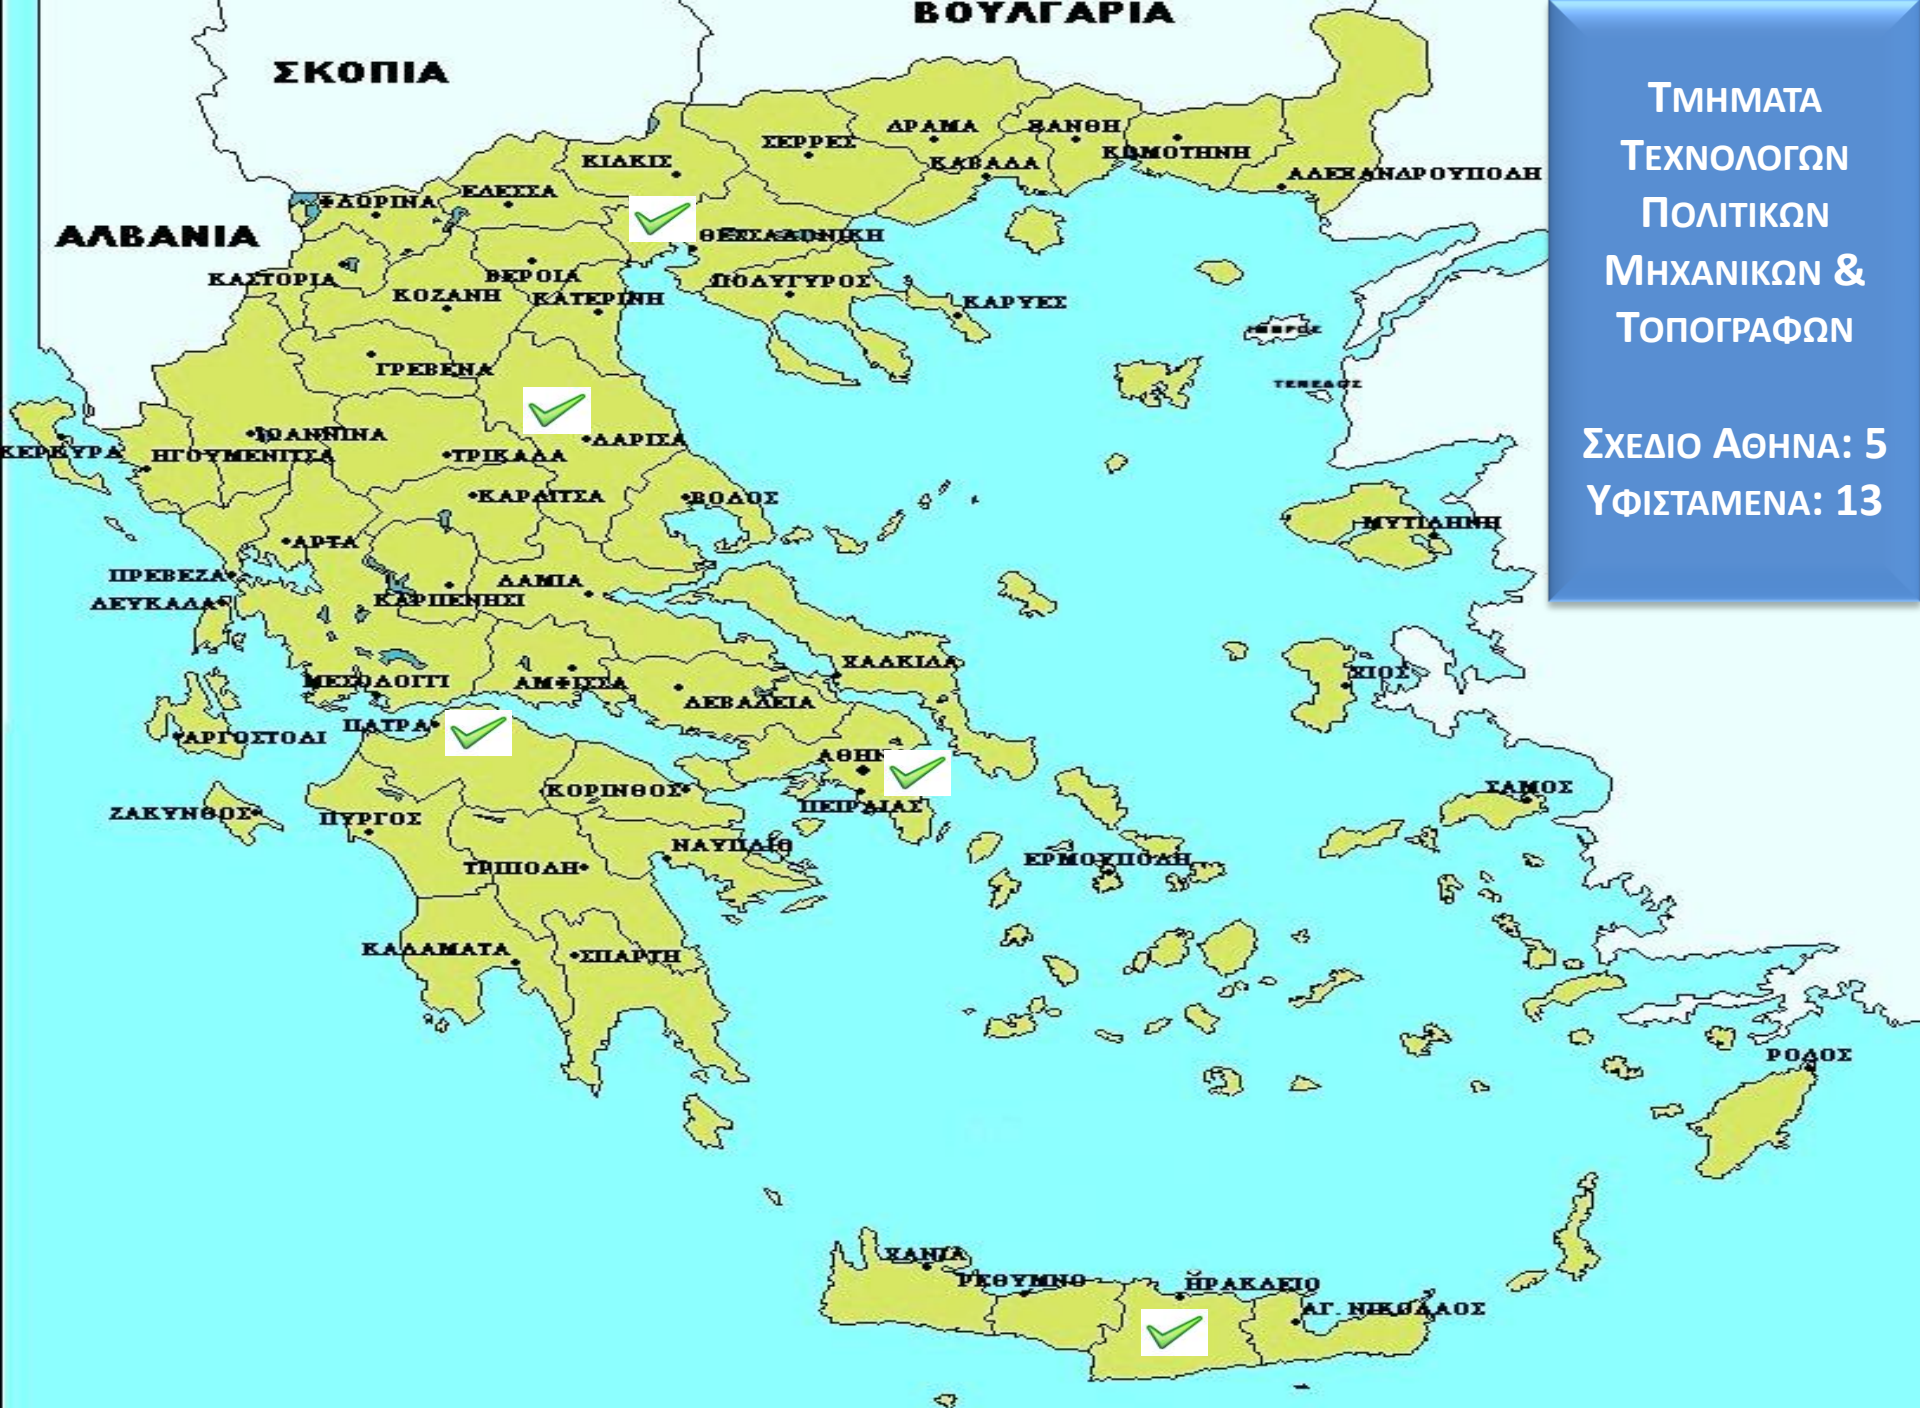 ΒΟΥΛΓΑΡΙΑ
ΣΚΟΠΙΑ
ΑΛΒΑΝΙΑ
ΔΡΑΜΑ
ΞΑΝΘΗ
ΣΕΡΡΕΣ
ΚΟΜΟΤΗΝΗ
ΚΙΛΚΙΣ
ΚΑΒΑΛΑ
ΑΛΕΞΑΝΔΡΟΥΠΟΛΗ
ΕΔΕΣΣΑ
ΦΛΩΡΙΝΑ
ΘΕΣΣΑΛΟΝΙΚΗ
ΚΑΣΤΟΡΙΑ
ΒΕΡΟΙΑ
ΠΟΛΥΓΥΡΟΣ
ΚΟΖΑΝΗ
ΚΑΤΕΡΙΝΗ
ΚΑΡΥΕΣ
ΙΜΒΡΟΣ
ΓΡΕΒΕΝΑ
ΤΕΝΕΔΟΣ
ΙΩΑΝΝΙΝΑ
ΛΑΡΙΣΑ
ΚΕΡΚΥΡΑ
ΗΓΟΥΜΕΝΙΤΣΑ
ΤΡΙΚΑΛΑ
ΚΑΡΔΙΤΣΑ
ΒΟΛΟΣ
ΜΥΤΙΛΗΝΗ
ΑΡΤΑ
ΠΡΕΒΕΖΑ
ΛΑΜΙΑ
ΛΕΥΚΑΔΑ
ΚΑΡΠΕΝΗΣΙ
ΧΑΛΚΙΔΑ
ΧΙΟΣ
ΜΕΣΟΛΟΓΓΙ
ΑΜΦΙΣΣΑ
ΛΕΒΑΔΕΙΑ
ΠΑΤΡΑ
ΑΡΓΟΣΤΟΛΙ
ΑΘΗΝ
ΚΟΡΙΝΘΟΣ
ΣΑΜΟΣ
ΠΕΙΡΑΙΑΣ
ΖΑΚΥΝΘΟΣ
ΠΥΡΓΟΣ
ΝΑΥΠΛΙΟ
ΕΡΜΟΥΠΟΛΗ
ΤΡΙΠΟΛΗ
ΚΑΛΑΜΑΤΑ
ΣΠΑΡΤΗ
ΡΟΔΟΣ
ΧΑΝΙΑ
ΡΕΘΥΜΝΟ
ΗΡΑΚΛΕΙΟ
ΑΓ. ΝΙΚΟΛΑΟΣ
ΤΜΗΜΑΤΑ
ΤΕΧΝΟΛΟΓΩΝ
ΠΟΛΙΤΙΚΩΝ
ΜΗΧΑΝΙΚΩΝ &
ΤΟΠΟΓΡΑΦΩΝ
ΣΧΕΔΙΟ ΑΘΗΝΑ: 5
ΥΦΙΣΤΑΜΕΝΑ: 13